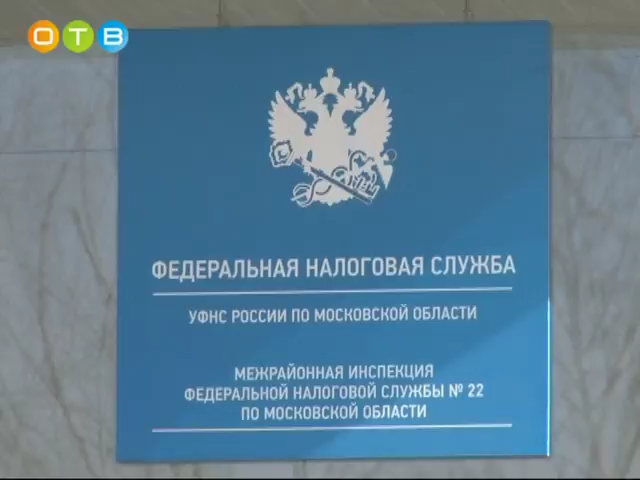 ОТВ
ФЕДЕРАЛЬНАЯ НАЛОГОВАЯ СЛУЖБА
УФНС РОССИИ ПО МОСКОВСКОЙ ОБЛАСТИ
МЕЖРАЙОННАЯ ИНСПЕКЦИЯ
ФЕДЕРАЛЬНОЙ НАЛОГОВОЙ СЛУЖБЫ № 22
ПО МОСКОВСКОЙ ОБЛАСТИ